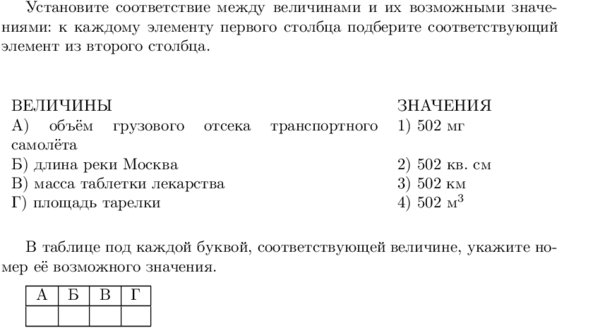 Установите соответствие между величинами и их возможными значе-
ниями: к каждому элементу первого столбца подберите соответствующий
элемент из второго столбца.
ВЕЛИЧИНЫ ЗНАЧЕНИЯ
А) объём грузового отсека транспортного 1) 502 мг
самолёта
Б) длина реки Москва 2) 502 кв. см
В) масса таблетки лекарства 3) 502 км
Г) площадь тарелки 4) 502 м³
В таблице под каждой буквой, соответствующей величине, укажите но-
мер её возможного значения.
А Б В Г